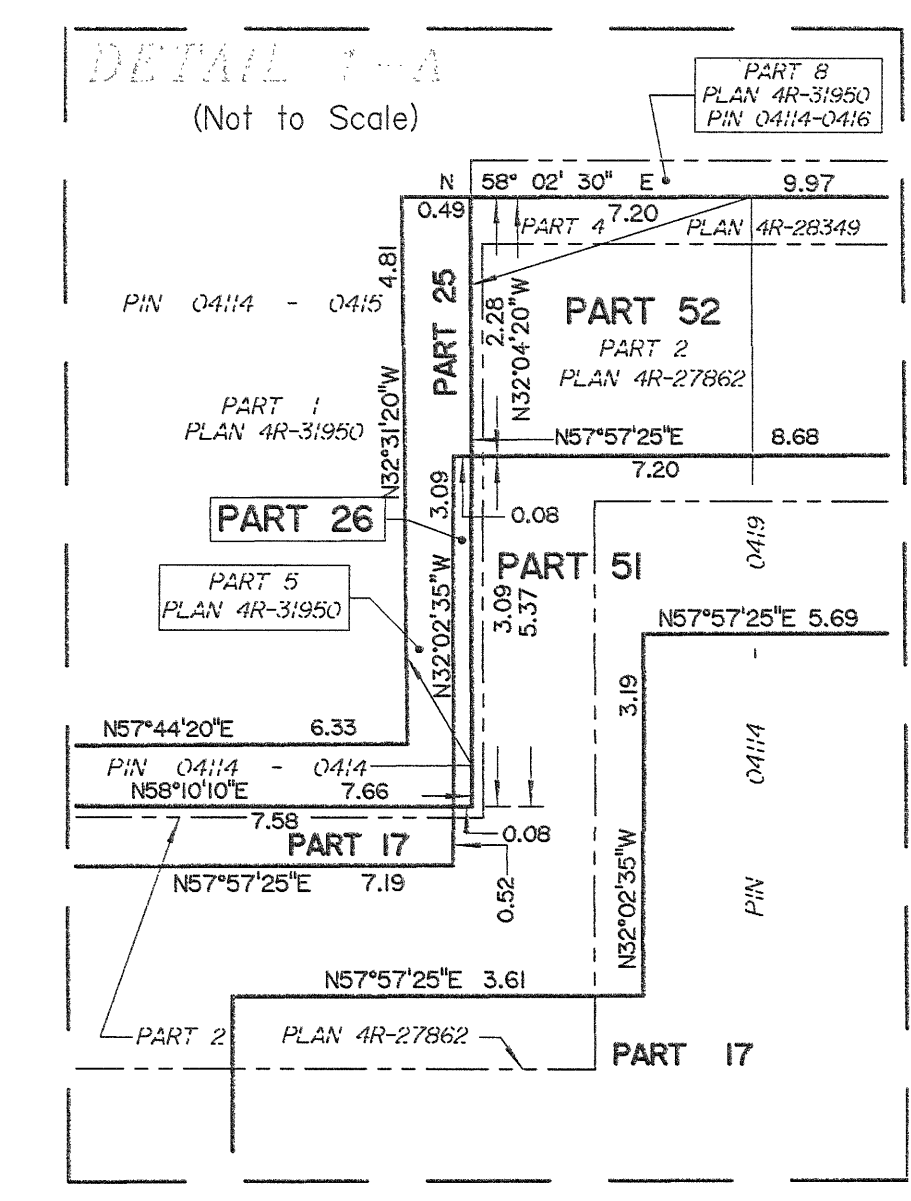 DETAIL 1-A
(Not to Scale)
PART 8
PLAN 4R-31950
PIN 04114-0416
N 58° 02' 30" E
9.97
0.49
7.20
PART 4
PLAN 4R-28349
4.81
PART 25
2.28
N32°04'20"W
PIN 04114 - 0415
PART 52
PART 2
PLAN 4R-27862
PART 1
PLAN 4R-31950
N32°31'20"W
N57°57'25"E
8.68
7.20
3.09
0.08
PART 26
PART 51
0419
PART 5
PLAN 4R-31950
N32°02'35"W
3.09
5.37
N57°57'25"E 5.69
3.19
N57°44'20"E
6.33
PIN 04114 - 0414
04114 -
N58°10'10"E
7.66
7.58
0.08
PART 17
N57°57'25"E
7.19
0.52
N32°02'35"W
PIN
N57°57'25"E 3.61
PART 2
PLAN 4R-27862
PART 17